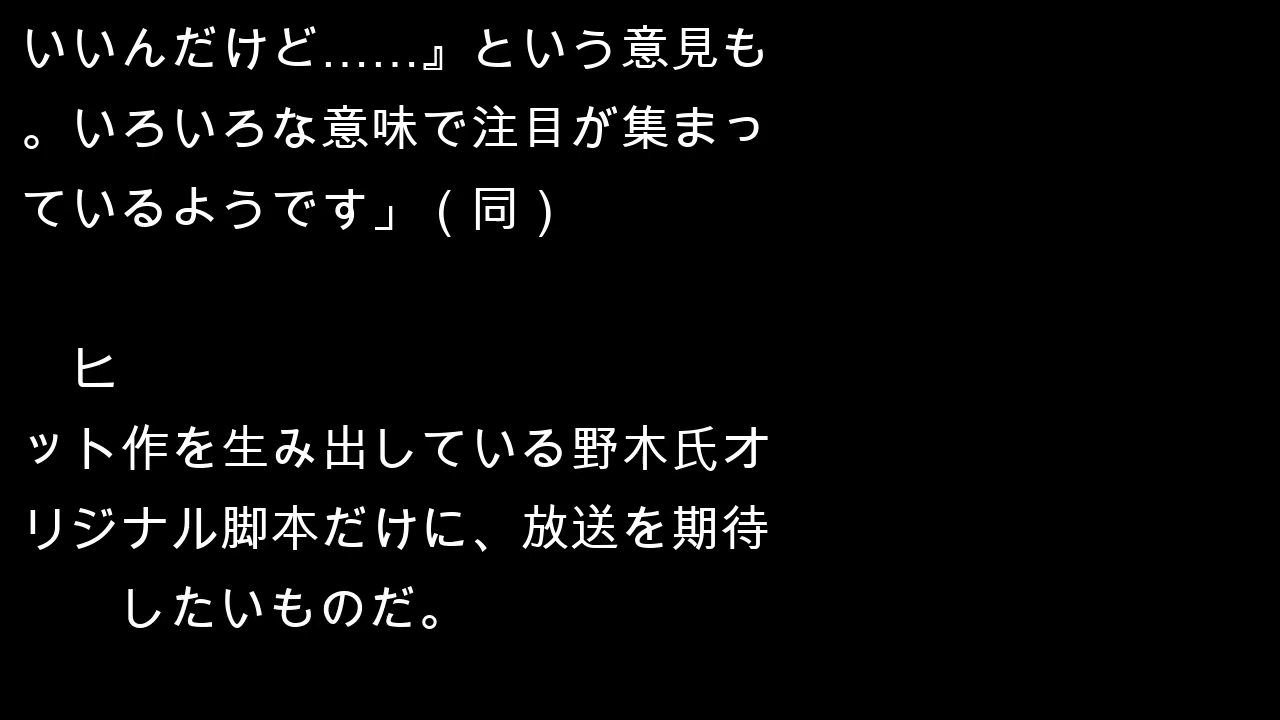 いいんだけど……』という意見も
。いろいろな意味で注目が集まっ
ているようです」(同)
ヒ
ット作を生み出している野木氏オ
リジナル脚本だけに、放送を期待
したいものだ。